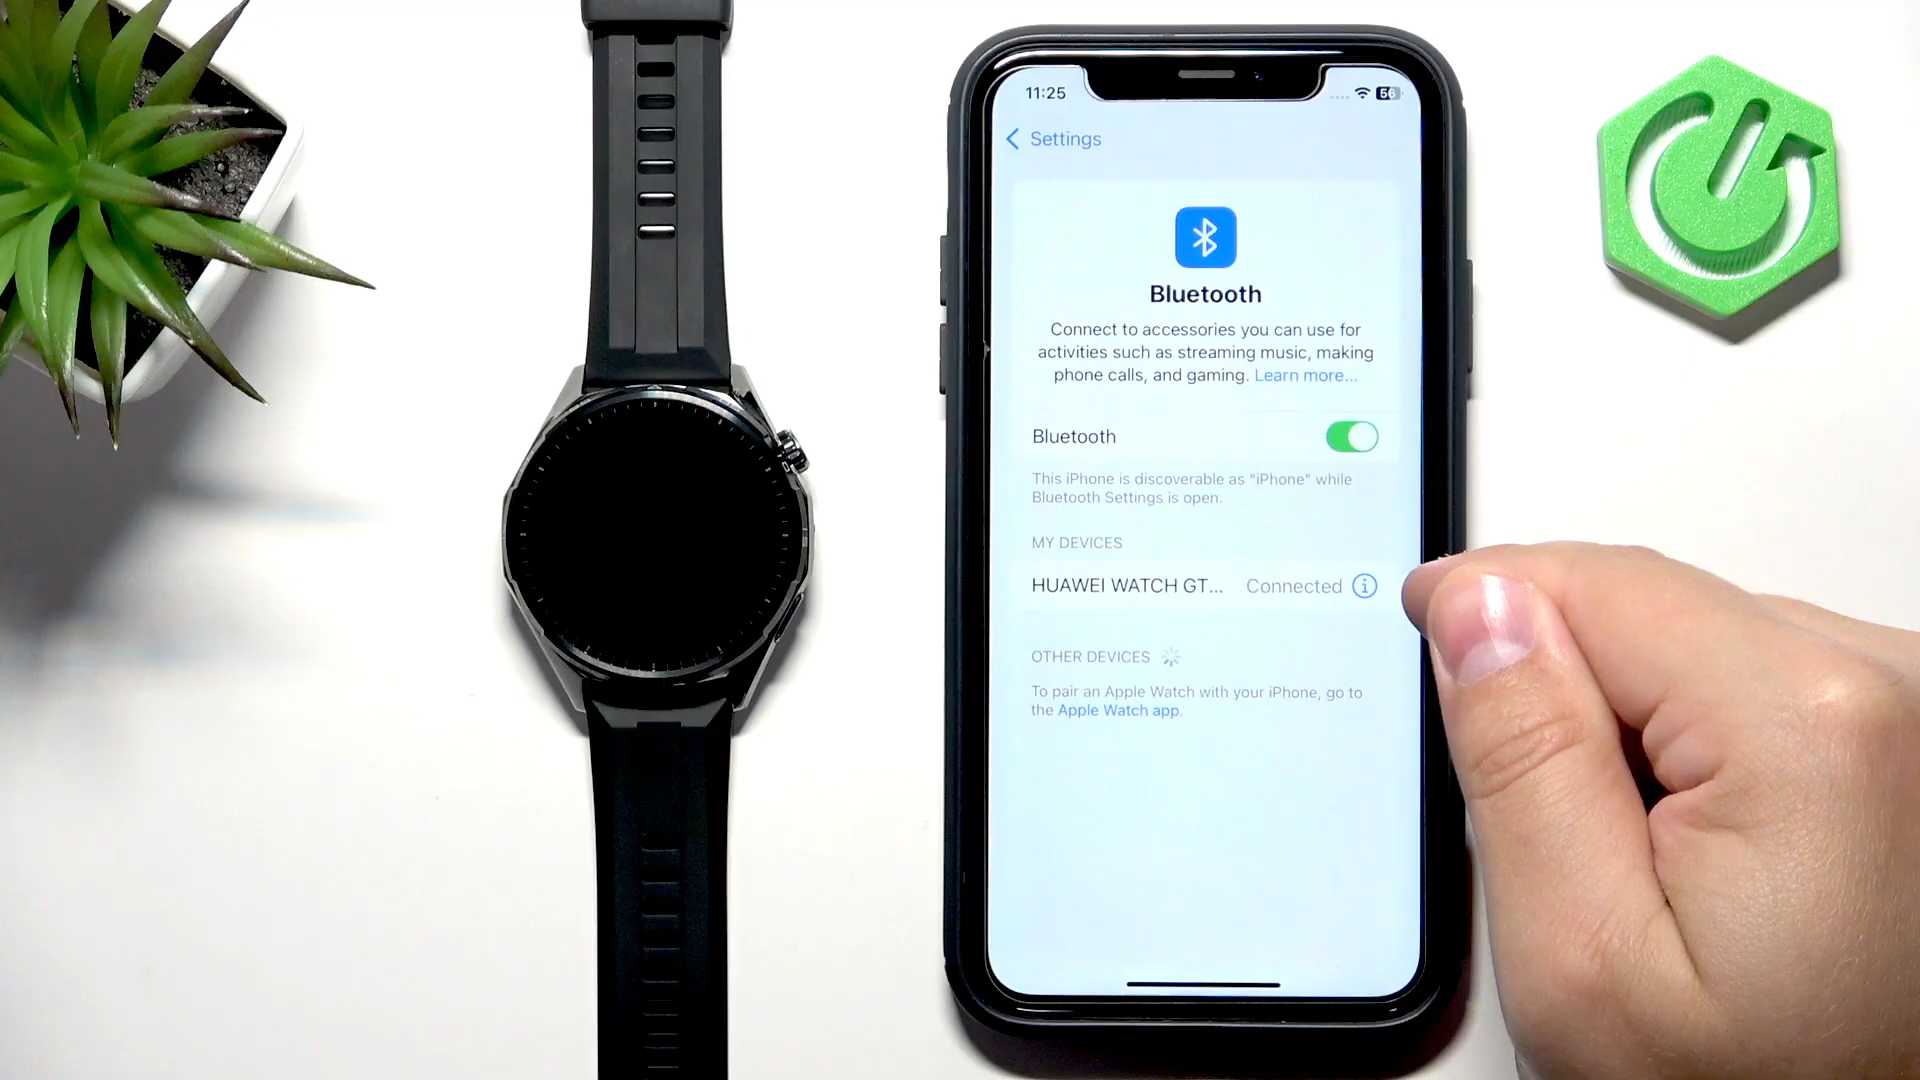 11:25
56
Settings
Bluetooth
Connect to accessories you can use for
activities such as streaming music, making
phone calls, and gaming. Learn more...
Bluetooth
This iPhone is discoverable as "iPhone" while
Bluetooth Settings is open.
MY DEVICES
HUAWEI WATCH GT... Connected
OTHER DEVICES
To pair an Apple Watch with your iPhone, go to
the Apple Watch app.